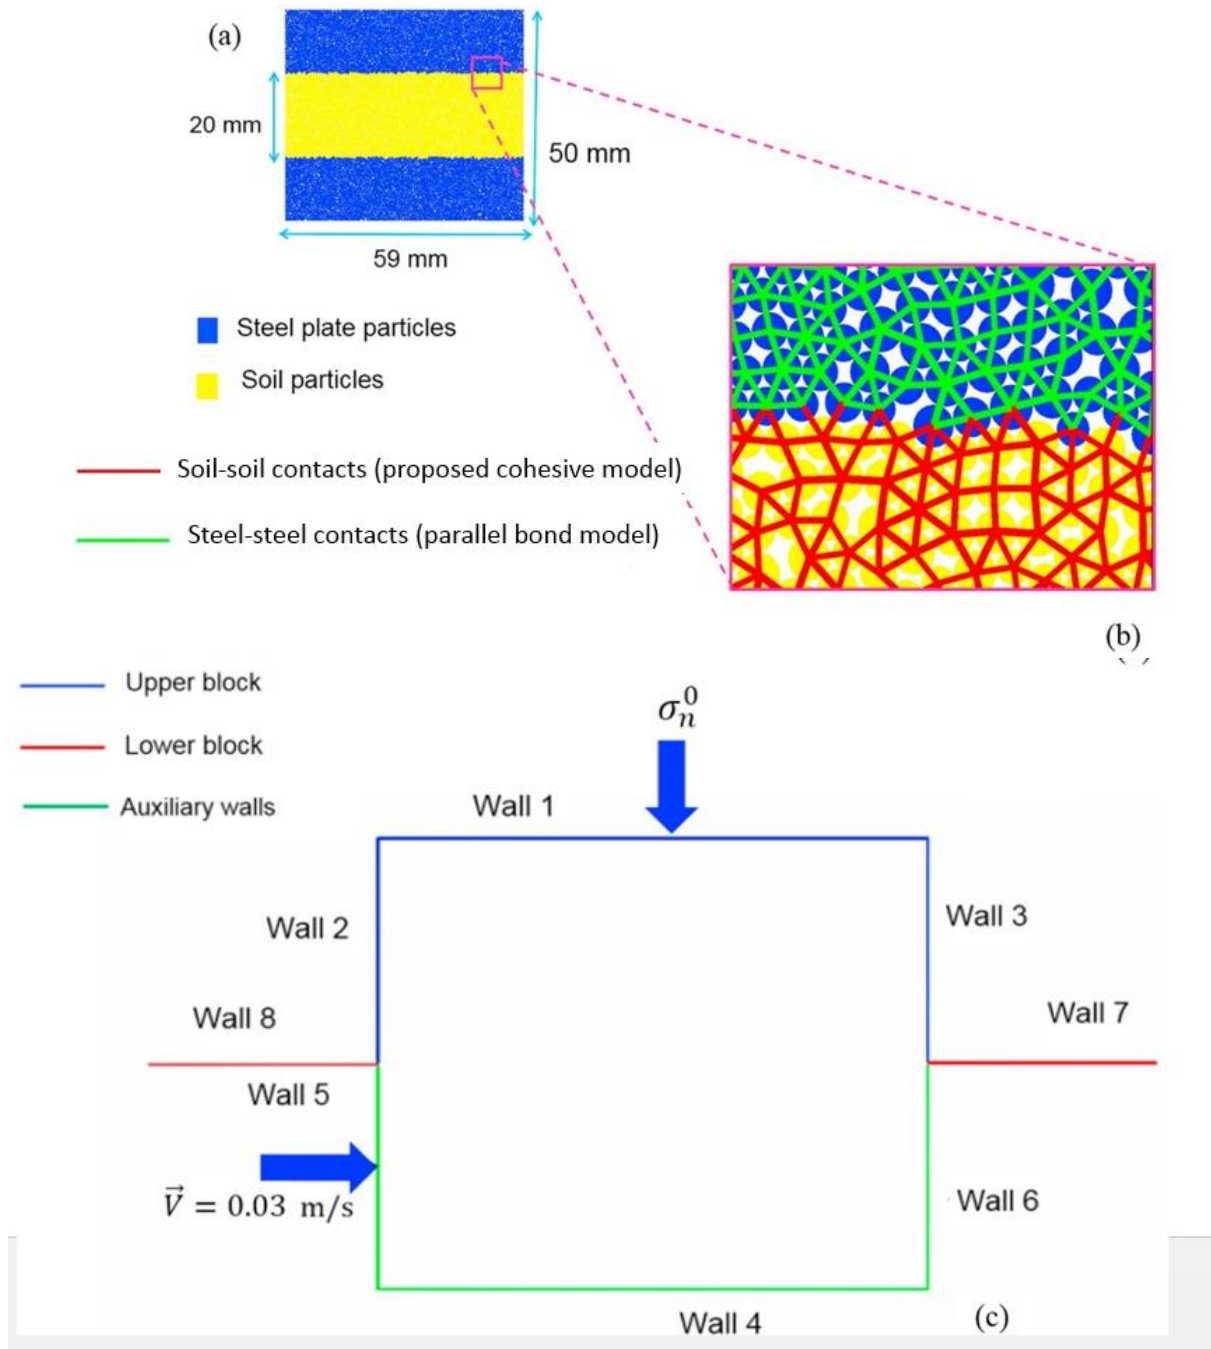 (a)
20 mm
50 mm
59 mm
Steel plate particles
Soil particles
Soil-soil contacts (proposed cohesive model)
Steel-steel contacts (parallel bond model)
(b)
Upper block
Lower block
Auxiliary walls
σₙ⁰
Wall 1
Wall 2
Wall 3
Wall 8
Wall 7
Wall 5
V⃗ = 0.03 m/s
Wall 6
Wall 4
(c)